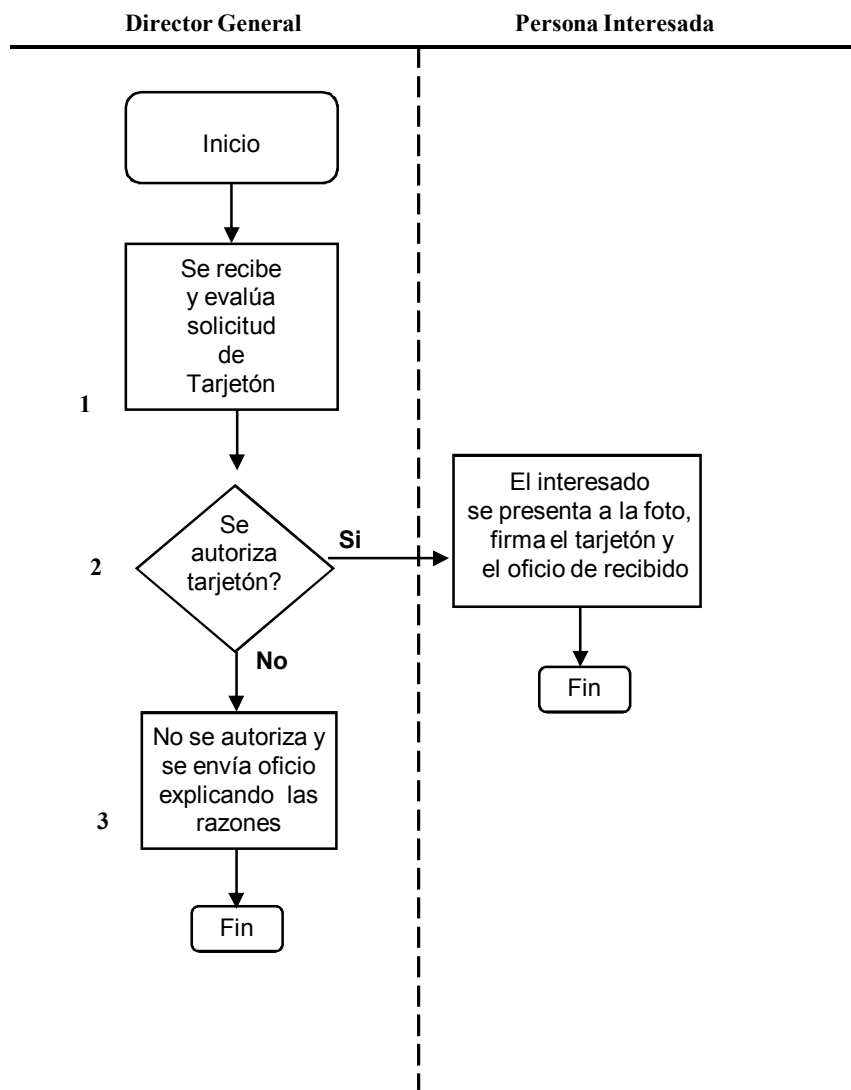 Director General
Persona Interesada
Inicio
Se recibe
y evalúa
solicitud
de
Tarjetón
1
Se
autoriza
tarjetón?
2
Si
El interesado
se presenta a la foto,
firma el tarjetón y
el oficio de recibido
Fin
No
No se autoriza y
se envía oficio
explicando las
razones
3
Fin